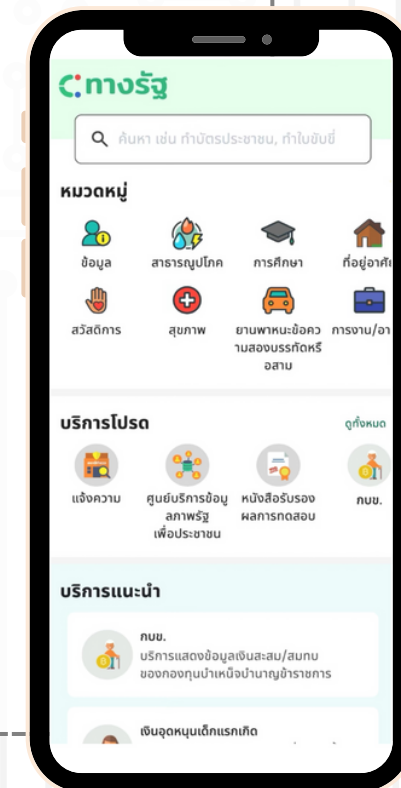 ทางรัฐ
ค้นหา เช่น ทำบัตรประชาชน, ทำใบขับขี่
หมวดหมู่
ข้อมูล สาธารณูปโภค การศึกษา ที่อยู่อาศั
สวัสดิการ สุขภาพ ยานพาหนะข้อคว การงาน/อา
ามสองบรรทัดหรื
อสาม
บริการโปรด ดูทั้งหมด
แจ้งความ ศูนย์บริการข้อมู หนังสือรับรอง กบข.
ลภาพรัฐ ผลการทดสอบ
เพื่อประชาชน
บริการแนะนำ
กบข.
บริการแสดงข้อมูลเงินสะสม/สมทบ
ของกองทุนบำเหน็จบำนาญข้าราชการ
เงินอุดหนุนเด็กแรกเกิด